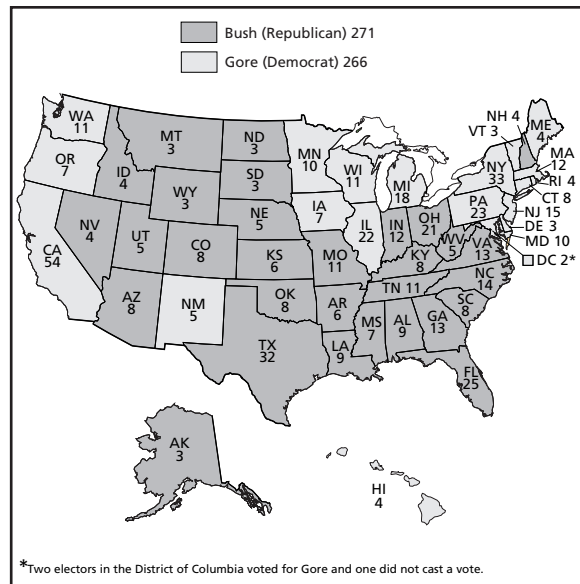 Bush (Republican) 271
Gore (Democrat) 266
WA
11
OR
7
CA
54
NV
4
ID
4
MT
3
WY
3
UT
5
AZ
8
CO
8
NM
5
ND
3
SD
3
NE
5
KS
6
OK
8
TX
32
MN
10
IA
7
MO
11
AR
6
LA
9
WI
11
IL
22
MI
18
IN
12
OH
21
KY
8
TN 11
MS
7
AL
9
GA
13
FL
25
SC
8
NC
14
VA
13
WV
5
PA
23
NY
33
VT 3
NH 4
ME
4
MA
12
RI 4
CT 8
NJ 15
DE 3
MD 10
DC 2*
AK
3
HI
4
*Two electors in the District of Columbia voted for Gore and one did not cast a vote.